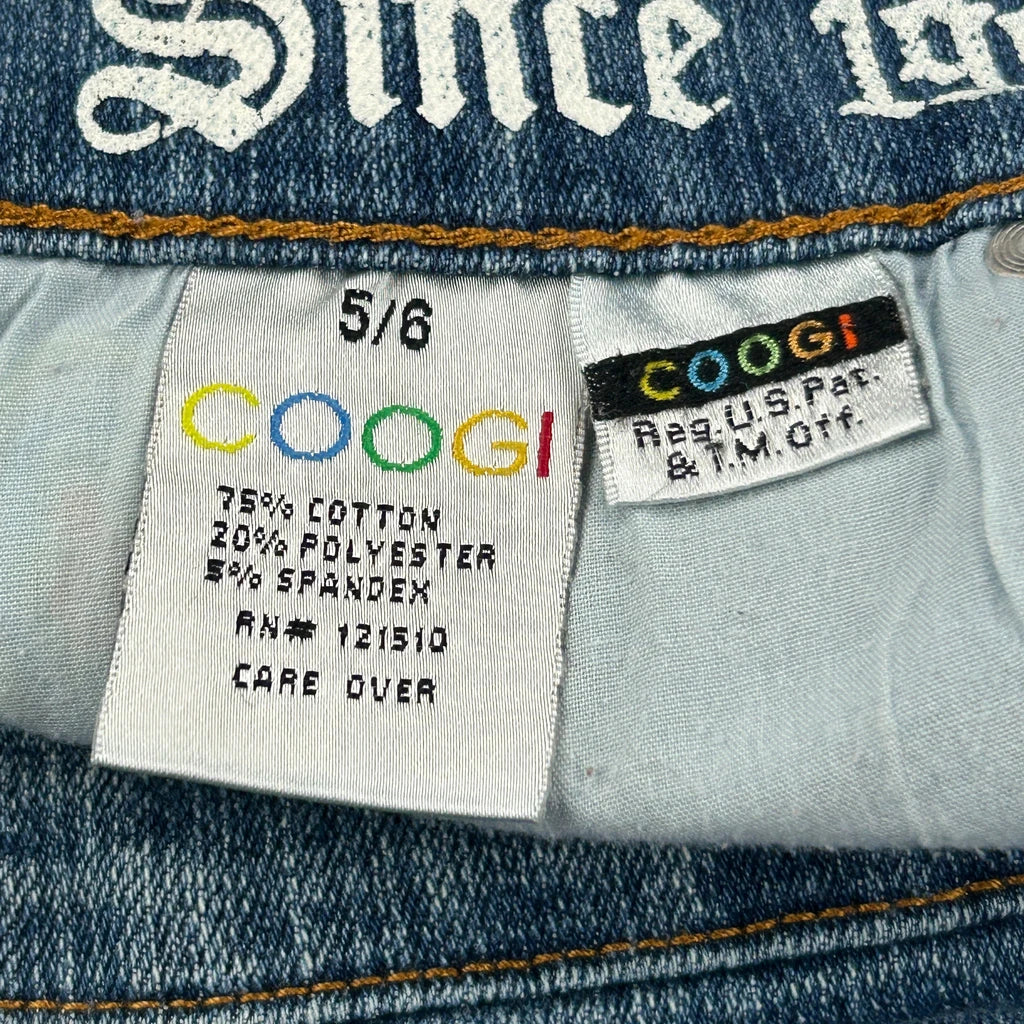 Since
5/6
COOGI
75% COTTON
20% POLYESTER
5% SPANDEX
RN# 121510
CARE OVER
COOGI
Reg.U.S.Pat.
& T.M.Off.